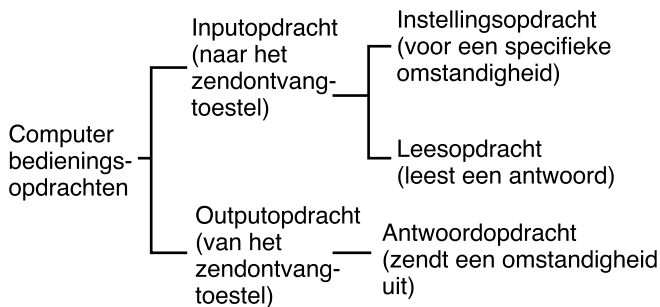 Computer
bedienings-
opdrachten
Inputopdracht
(naar het
zendontvang-
toestel)
Instellingsopdracht
(voor een specifieke
omstandigheid)
Leesopdracht
(leest een antwoord)
Outputopdracht
(van het
zendontvang-
toestel)
Antwoordopdracht
(zendt een omstandigheid
uit)